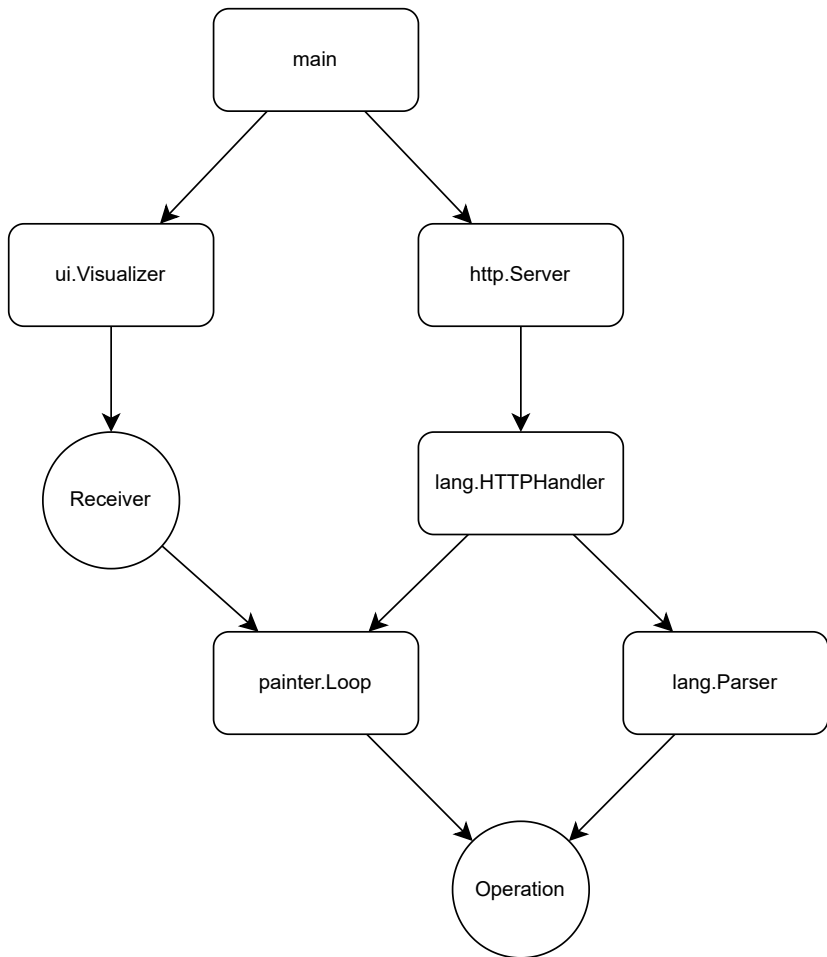 main
ui.Visualizer
http.Server
Receiver
lang.HTTPHandler
painter.Loop
lang.Parser
Operation